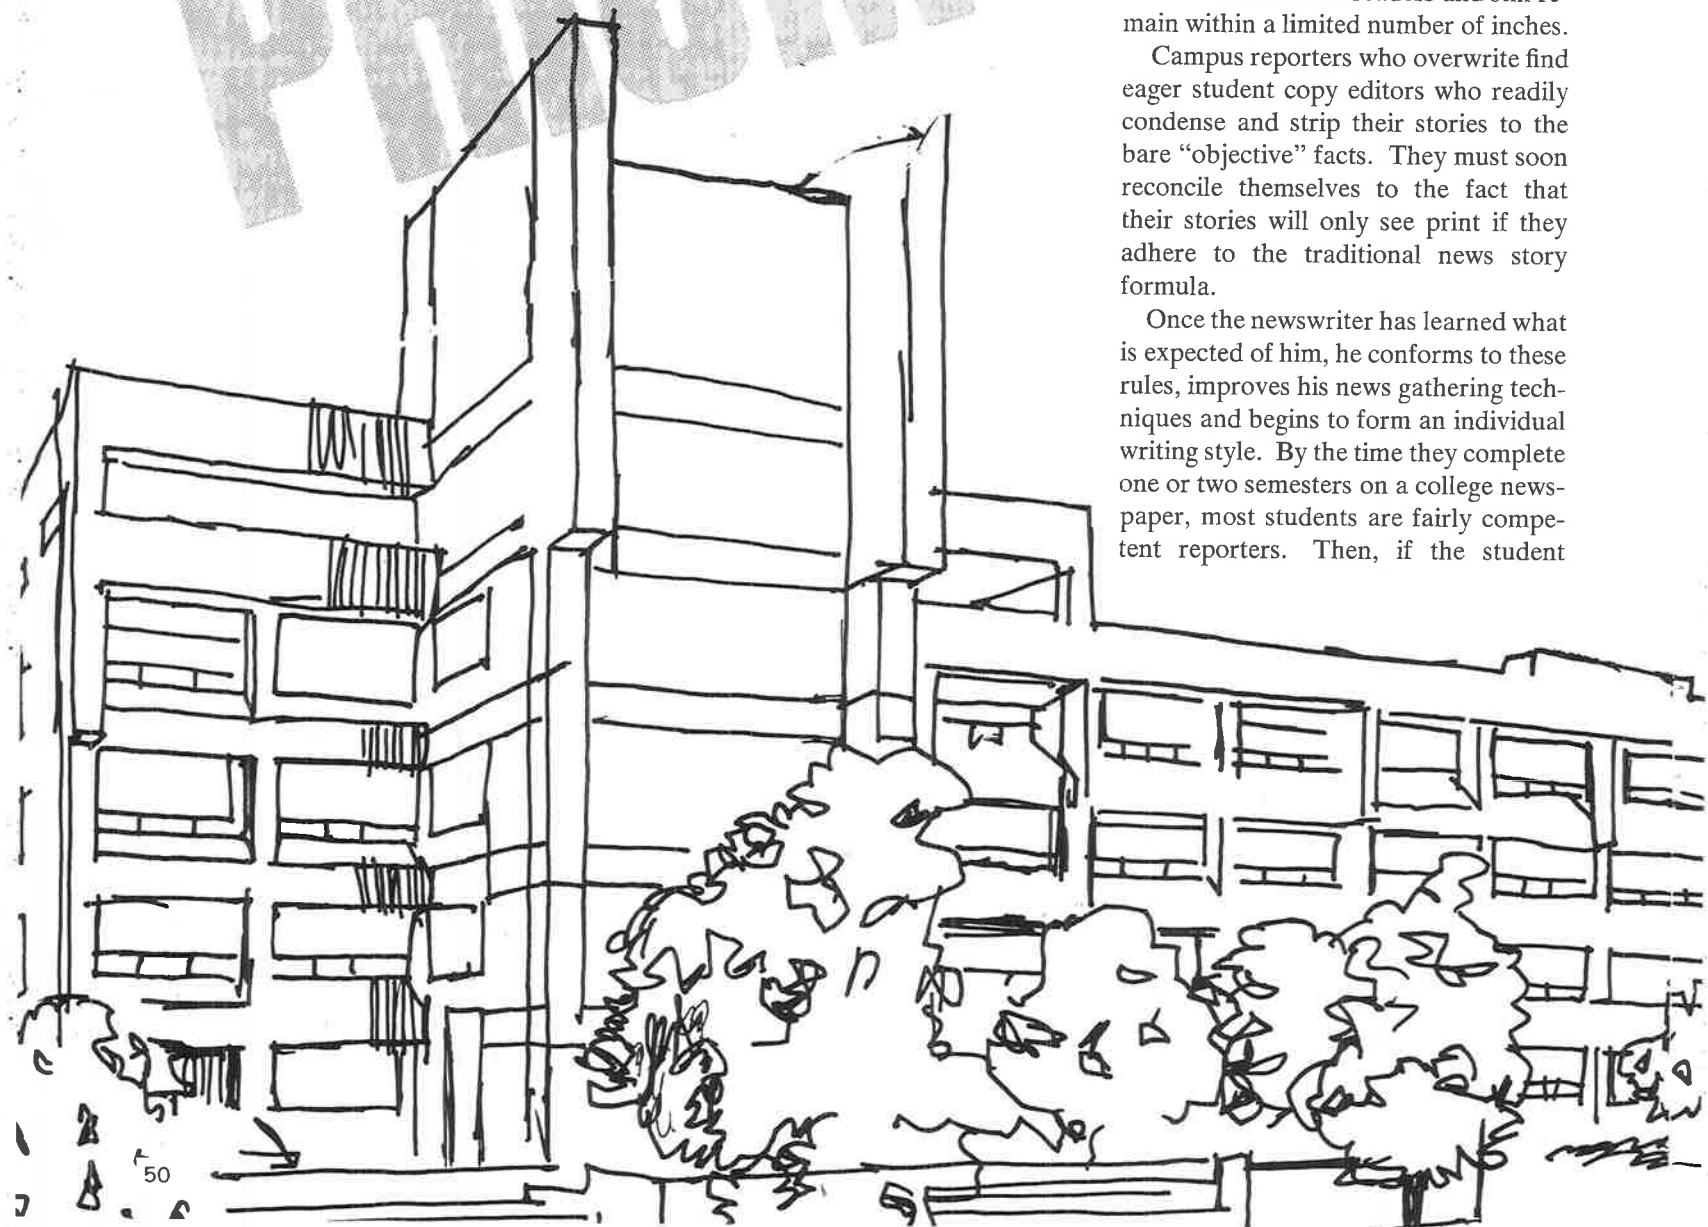 main within a limited number of inches.
Campus reporters who overwrite find
eager student copy editors who readily
condense and strip their stories to the
bare “objective” facts. They must soon
reconcile themselves to the fact that
their stories will only see print if they
adhere to the traditional news story
formula.
Once the newswriter has learned what
is expected of him, he conforms to these
rules, improves his news gathering tech-
niques and begins to form an individual
writing style. By the time they complete
one or two semesters on a college news-
paper, most students are fairly compe-
tent reporters. Then, if the student
50